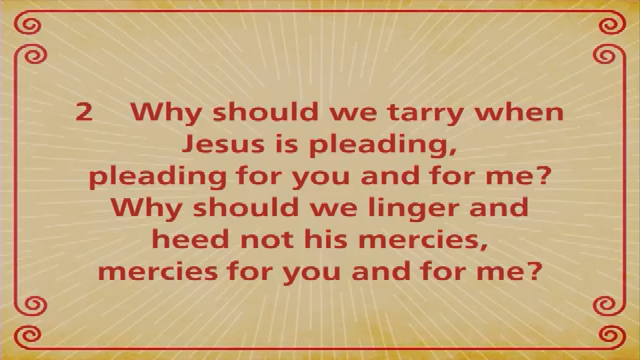 2 Why should we tarry when
Jesus is pleading,
pleading for you and for me?
Why should we linger and
heed not his mercies,
mercies for you and for me?